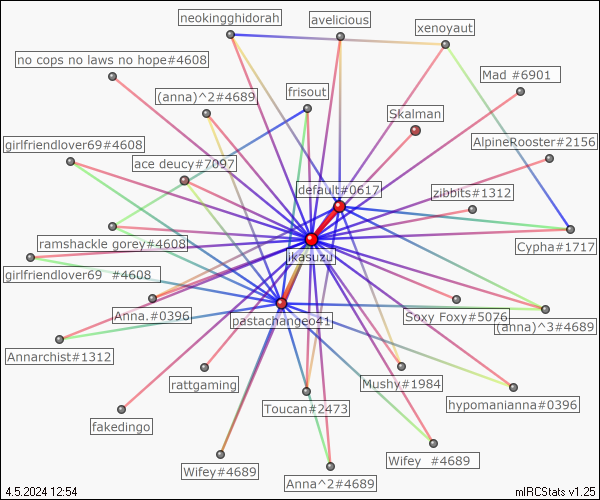 neokingghidorah
avelicious
xenoyaut
no cops no laws no hope#4608
Mad #6901
(anna)^2#4689
frisout
Skalman
girlfriendlover69#4608
ace deucy#7097
AlpineRooster#2156
default#0617
zibbits#1312
ramshackle gorey#4608
Cypha#1717
ikasuzu
girlfriendlover69  #4608
Anna.#0396
pastachangeo41
Soxy Foxy#5076
(anna)^3#4689
Annarchist#1312
rattgaming
Mushy#1984
Toucan#2473
hypomanianna#0396
fakedingo
Wifey#4689
Wifey  #4689
Anna^2#4689
4.5.2024 12:54
mIRCStats v1.25